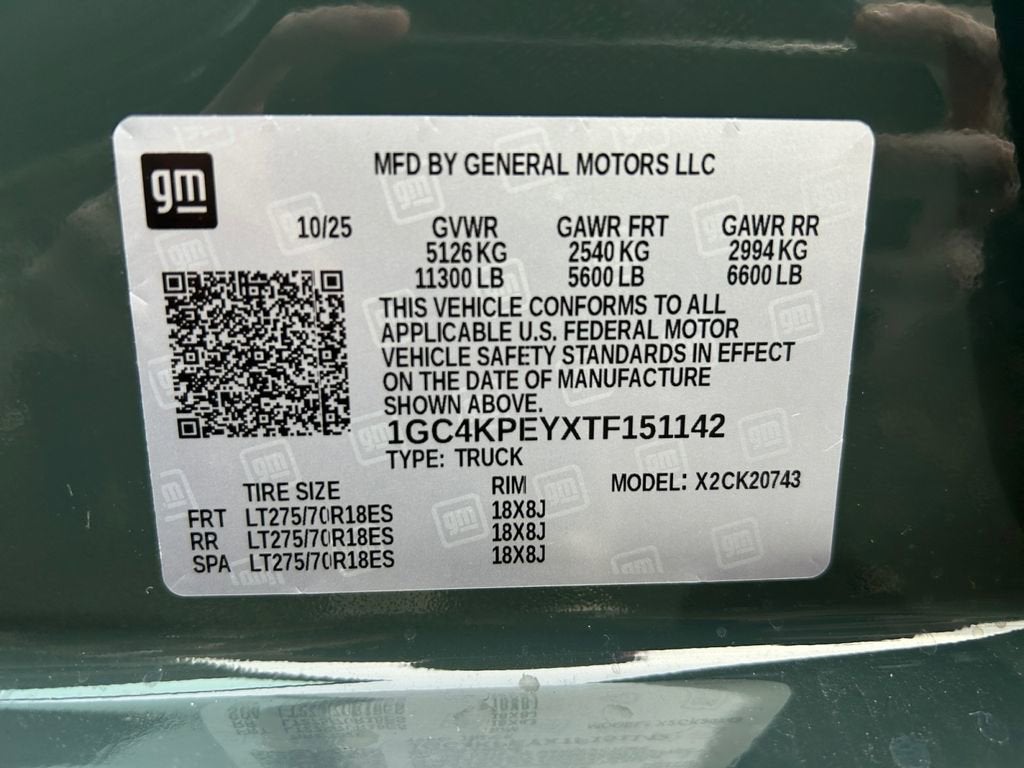 gm
MFD BY GENERAL MOTORS LLC
10/25 GVWR GAWR FRT GAWR RR
5126 KG 2540 KG 2994 KG
11300 LB 5600 LB 6600 LB
THIS VEHICLE CONFORMS TO ALL
APPLICABLE U.S. FEDERAL MOTOR
VEHICLE SAFETY STANDARDS IN EFFECT
ON THE DATE OF MANUFACTURE
SHOWN ABOVE.
1GC4KPEYXTF151142
TYPE: TRUCK
TIRE SIZE RIM MODEL: X2CK20743
FRT LT275/70R18ES 18X8J
RR LT275/70R18ES 18X8J
SPA LT275/70R18ES 18X8J